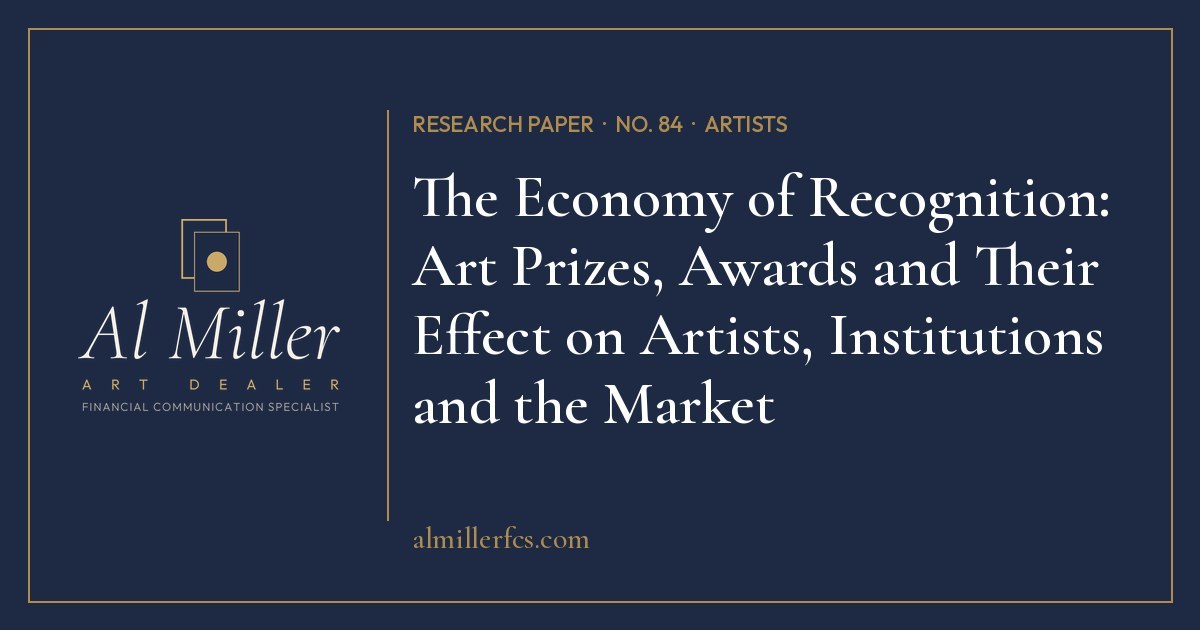 Al Miller
ART DEALER
FINANCIAL COMMUNICATION SPECIALIST
RESEARCH PAPER · NO. 84 · ARTISTS
The Economy of Recognition:
Art Prizes, Awards and Their
Effect on Artists, Institutions
and the Market
almillerfcs.com